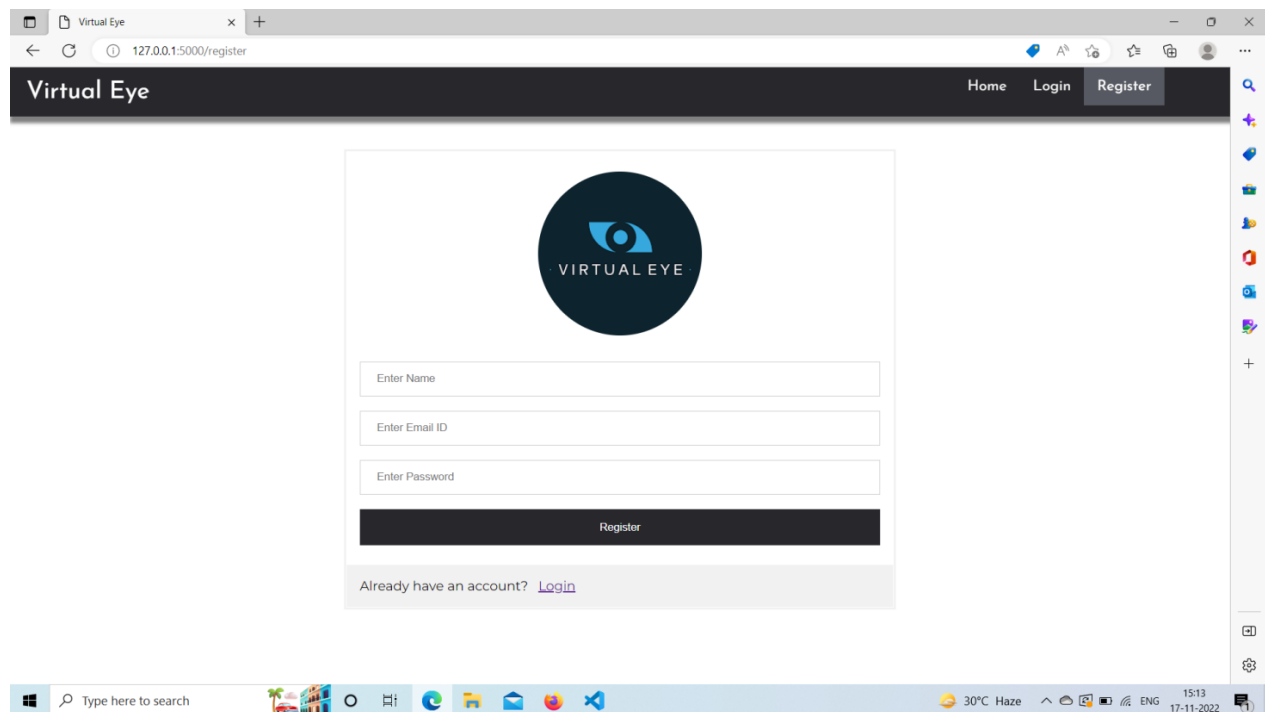 Virtual Eye
127.0.0.1:5000/register
Virtual Eye
Home Login Register
VIRTUAL EYE
Enter Name
Enter Email ID
Enter Password
Register
Already have an account? Login
Type here to search
30°C Haze
ENG
15:13
17-11-2022
1